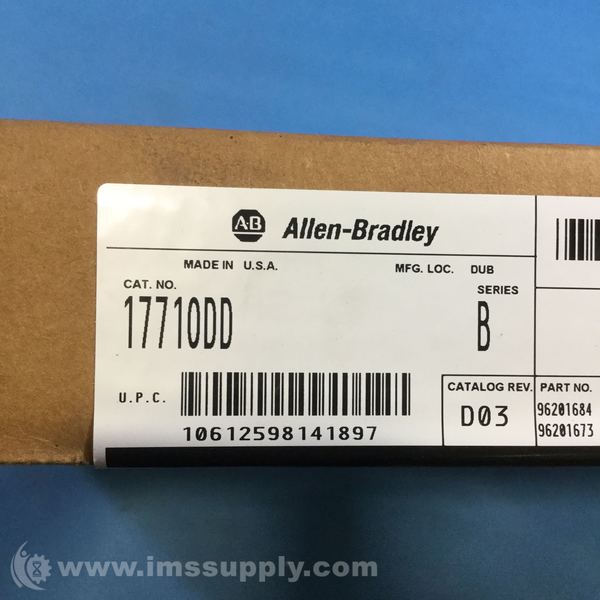 AB Allen-Bradley
MADE IN U.S.A. MFG. LOC. DUB
CAT. NO. SERIES
1771ODD B
U.P.C.
10612598141897
CATALOG REV. PART NO.
D03 96201684
96201673
www.imssupply.com